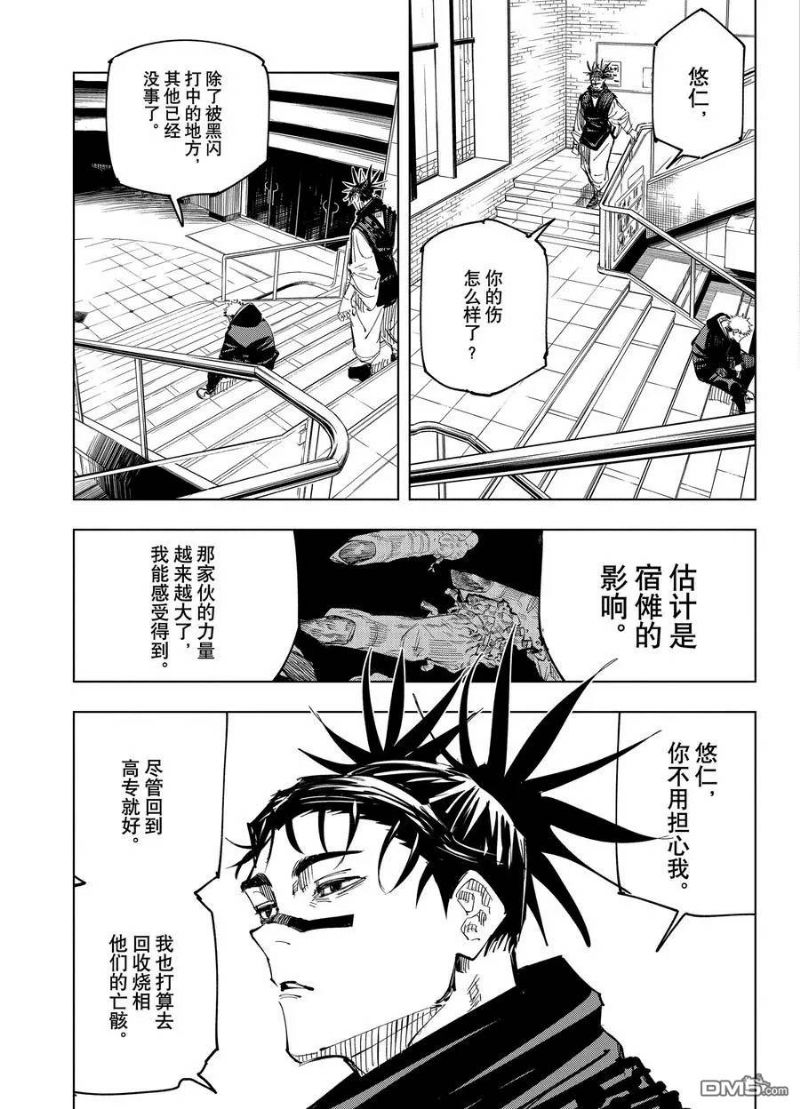 悠仁，
你的伤
怎么样了？
除了被黑闪
打中的地方，
其他已经
没事了。
估计是
宿傩的
影响。
那家伙的力量
越来越大了，
我能感受得到。
悠仁，
你不用担心我。
尽管回到
高专就好。
我也打算去
回收烧相
他们的亡骸。
DM5.com